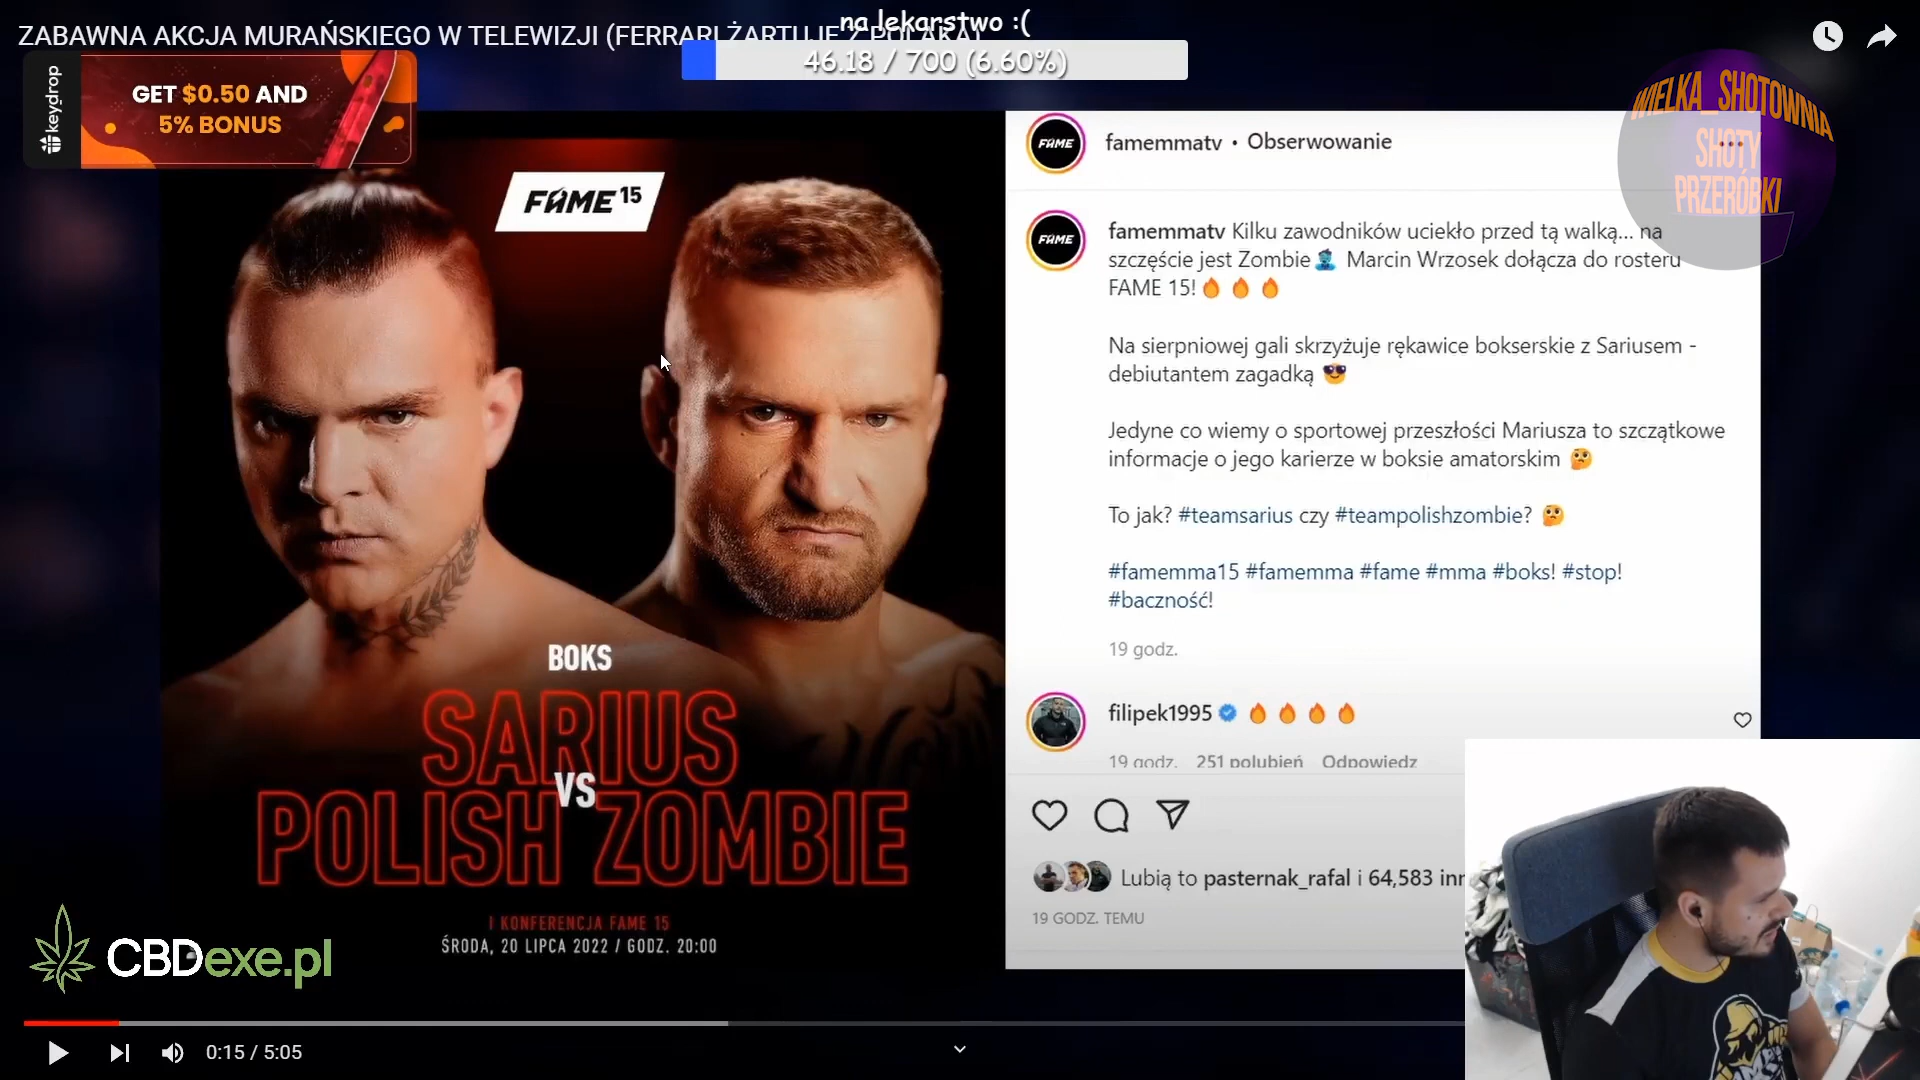 na lekarstwo :(
ZABAWNA AKCJA MURAŃSKIEGO W TELEWIZJI (FERRARI ŻARTUJE Z POLAKA)
46.18 / 700 (6.60%)
keydrop
GET $0.50 AND
5% BONUS
WIELKA_SHOTOWNIA
SHOTY
PRZERÓBKI
FAME 15
FAME
famemmatv • Obserwowanie
FAME
famemmatv Kilku zawodników uciekło przed tą walką... na
szczęście jest Zombie🧟 Marcin Wrzosek dołącza do rosteru
FAME 15!🔥 🔥 🔥
Na sierpniowej gali skrzyżuje rękawice bokserskie z Sariusem -
debiutantem zagadką 😎
Jedyne co wiemy o sportowej przeszłości Mariusza to szczątkowe
informacje o jego karierze w boksie amatorskim 🤔
To jak? #teamsarius czy #teampolishzombie? 🤔
#famemma15 #famemma #fame #mma #boks! #stop!
#baczność!
19 godz.
filipek1995 🔥 🔥 🔥 🔥
19 godz. 251 polubień Odpowiedz
Lubią to pasternak_rafal i 64,583 inn
19 GODZ. TEMU
BOKS
SARIUS
VS
POLISH ZOMBIE
I KONFERENCJA FAME 15
ŚRODA, 20 LIPCA 2022 / GODZ. 20:00
CBDexe.pl
0:15 / 5:05